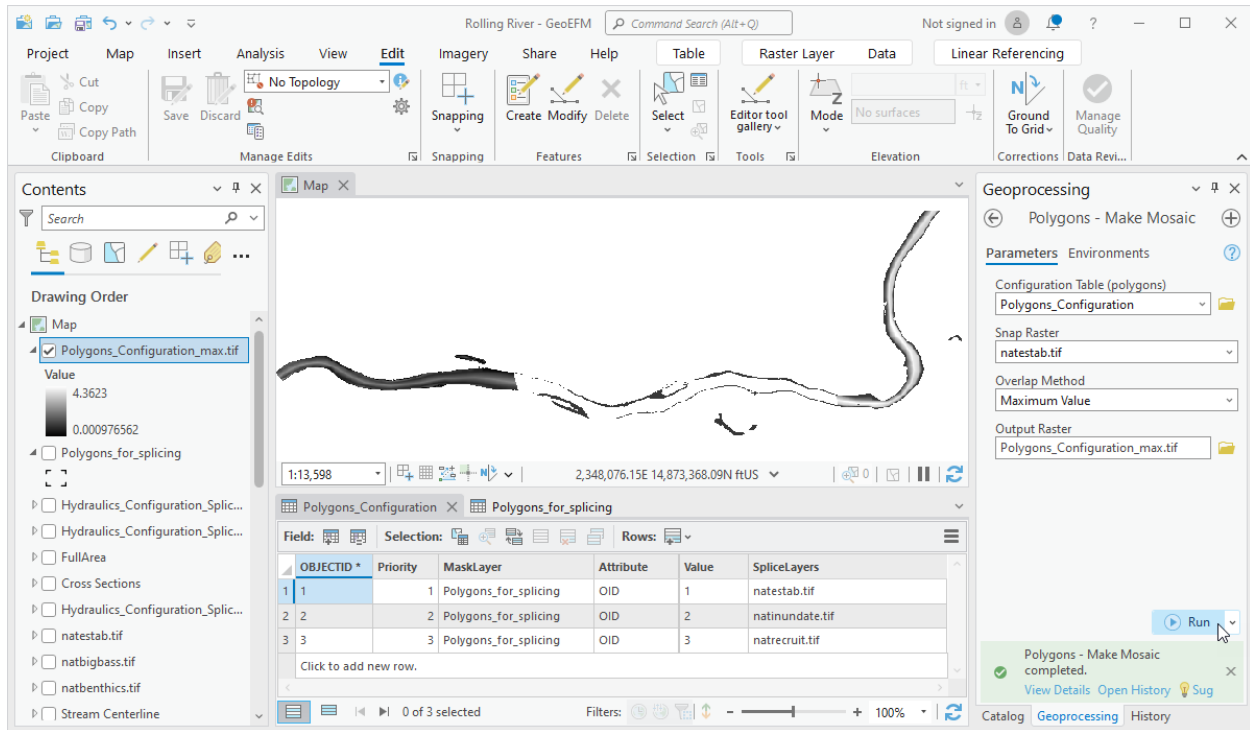 Rolling River - GeoEFM
Command Search (Alt+Q)
Not signed in
?
Project Map Insert Analysis View Edit Imagery Share Help Table Raster Layer Data Linear Referencing
Paste
Cut
Copy
Copy Path
Clipboard
Save Discard
No Topology
Manage Edits
Snapping
Snapping
Create Modify Delete
Features
Select
Selection
Editor tool
gallery
Tools
Mode
Z
ft
No surfaces
Elevation
Ground
To Grid
Corrections
Manage
Quality
Data Revi...
Contents
Search
Drawing Order
Map
Polygons_Configuration_max.tif
Value
4.3623
0.000976562
Polygons_for_splicing
Hydraulics_Configuration_Splic...
Hydraulics_Configuration_Splic...
FullArea
Cross Sections
Hydraulics_Configuration_Splic...
natestab.tif
natbigbass.tif
natbenthics.tif
Stream Centerline
Map
1:13,598
2,348,076.15E 14,873,368.09N ftUS
0
Polygons_Configuration Polygons_for_splicing
Field: Selection: Rows:
OBJECTID * Priority MaskLayer Attribute Value SpliceLayers
1 1 1 Polygons_for_splicing OID 1 natestab.tif
2 2 2 Polygons_for_splicing OID 2 natinundate.tif
3 3 3 Polygons_for_splicing OID 3 natrecruit.tif
Click to add new row.
0 of 3 selected
Filters:
- + 100%
Geoprocessing
Polygons - Make Mosaic
Parameters Environments
?
Configuration Table (polygons)
Polygons_Configuration
Snap Raster
natestab.tif
Overlap Method
Maximum Value
Output Raster
Polygons_Configuration_max.tif
Run
Polygons - Make Mosaic
completed.
View Details Open History Sug
Catalog Geoprocessing History